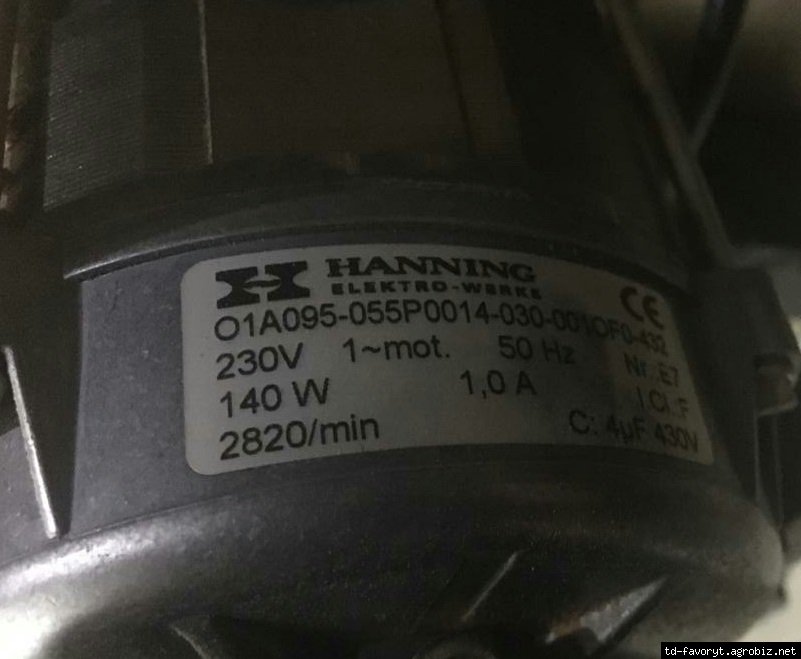 HANNING
ELEKTRO-WERKE
CE
O1A095-055P0014-030-001OF0-432
230V 1~mot. 50 Hz Nr. E7
140 W 1,0 A I.Cl. F
2820/min C: 4µF 430V
td-favoryt.agrobiz.net